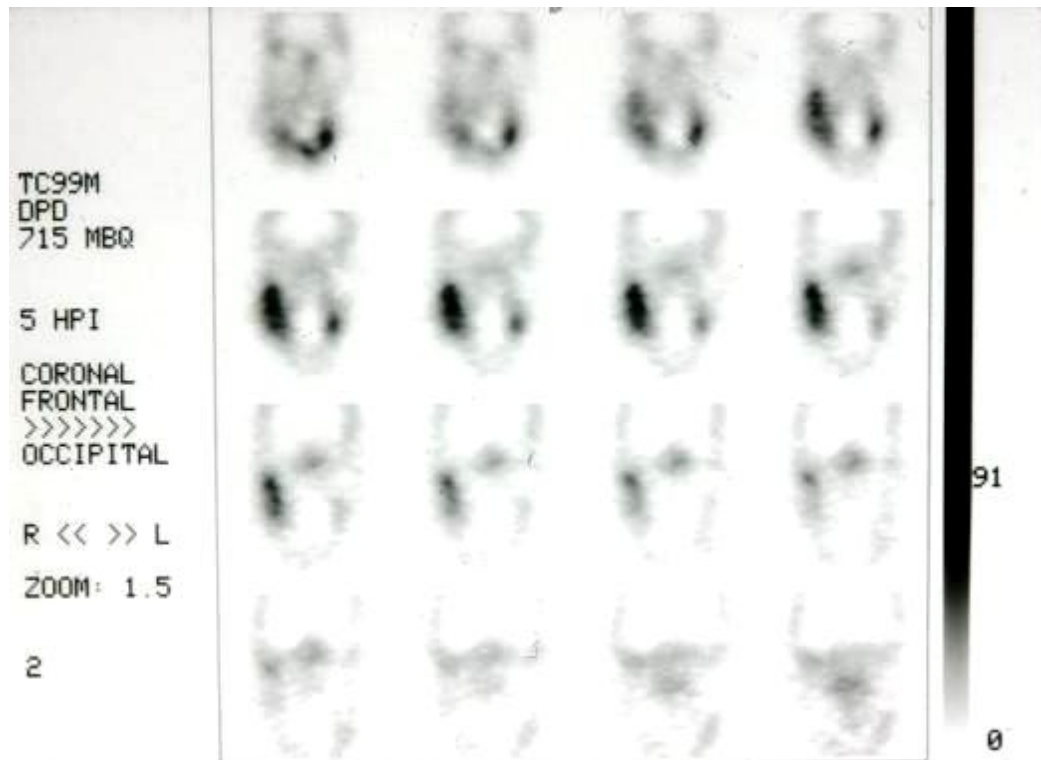 TC99M
DPD
715 MBQ
5 HPI
CORONAL
FRONTAL
>>>>>>>
OCCIPITAL
R << >> L
ZOOM: 1.5
2
91
0